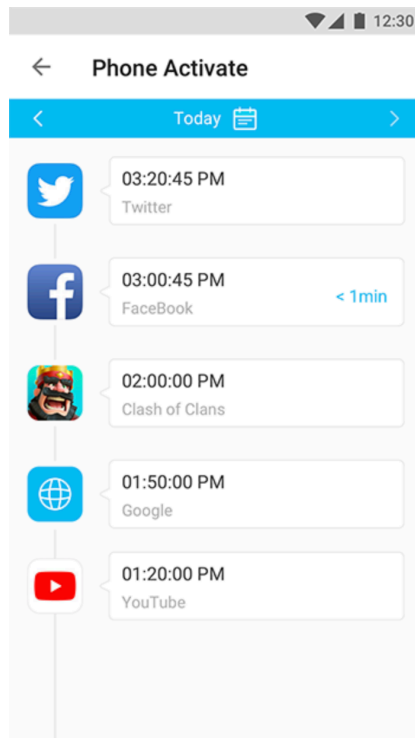 12:30
Phone Activate
Today
03:20:45 PM
Twitter
03:00:45 PM
FaceBook
< 1min
02:00:00 PM
Clash of Clans
01:50:00 PM
Google
01:20:00 PM
YouTube